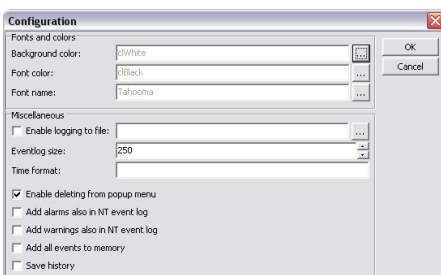 Configuration
Fonts and colors
Background color: clWhite ...
OK
Font color: clBlack ...
Cancel
Font name: Tahooma ...
Miscellaneous
Enable logging to file: ...
Eventlog size: 250
Time format:
Enable deleting from popup menu
Add alarms also in NT event log
Add warnings also in NT event log
Add all events to memory
Save history